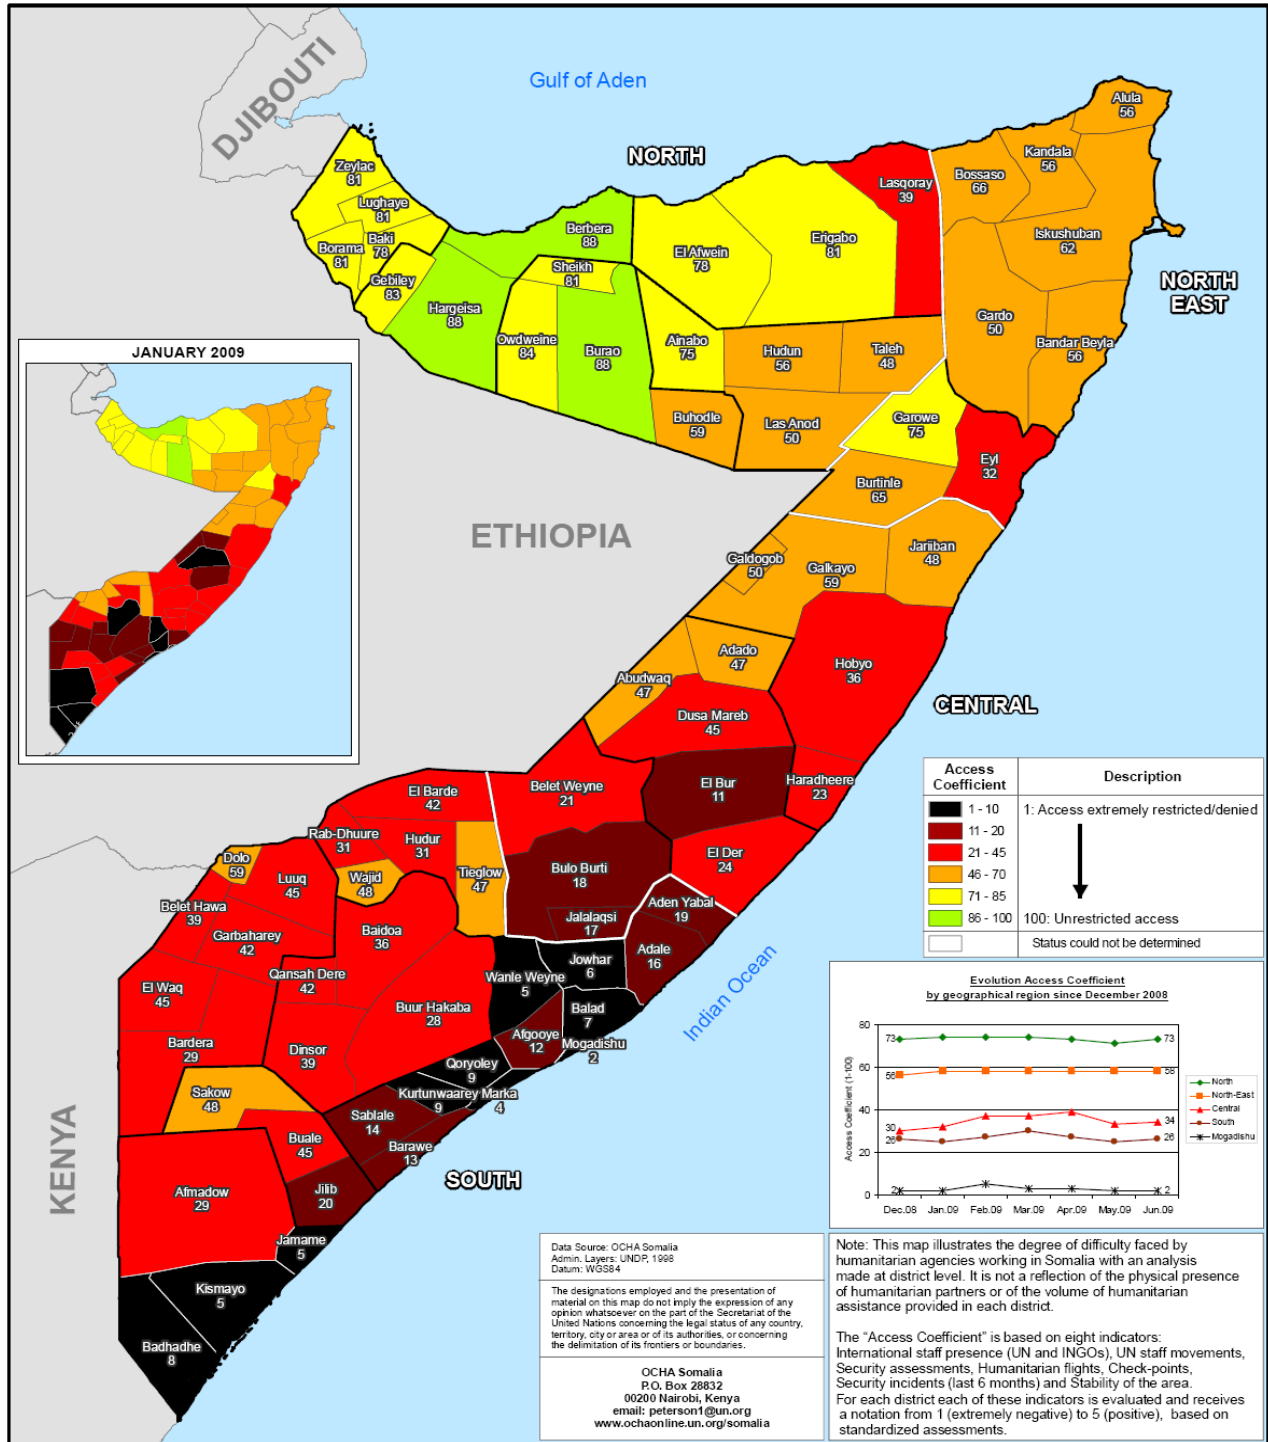 Gulf of Aden
DJIBOUTI
NORTH
NORTH
EAST
ETHIOPIA
CENTRAL
Indian Ocean
KENYA
SOUTH
Alula
56
Kandala
56
Bossaso
66
Iskushuban
62
Gardo
50
Bandar Beyla
56
Lasqoray
39
Erigabo
81
El Afwein
78
Zeylac
81
Lughaye
81
Baki
78
Borama
81
Gebiley
83
Berbera
88
Sheikh
81
Hargeisa
88
Owdweine
84
Burao
88
Ainabo
75
Hudun
56
Taleh
48
Buhodle
59
Las Anod
50
Garowe
75
Eyl
32
Burtinle
65
Jariiban
48
Galdogob
50
Galkayo
59
Hobyo
36
Adado
47
Abudwaq
47
Dusa Mareb
45
El Bur
11
Haradheere
23
El Der
24
Belet Weyne
21
Bulo Burti
18
Jalalaqsi
17
Aden Yabal
19
Adale
16
El Barde
42
Rab-Dhuure
31
Hudur
31
Tieglow
47
Wajid
48
Dolo
59
Luuq
45
Belet Hawa
39
Garbaharey
42
Baidoa
36
Qansah Dere
42
El Waq
45
Buur Hakaba
28
Bardera
29
Dinsor
39
Wanle Weyne
5
Jowhar
6
Balad
7
Afgooye
12
Mogadishu
2
Qoryoley
9
Kurtunwaarey
9
Marka
4
Sakow
48
Sablale
14
Barawe
13
Buale
45
Jilib
20
Afmadow
29
Jamame
5
Kismayo
5
Badhadhe
8
JANUARY 2009
Access
Coefficient
Description
1 - 10
11 - 20
21 - 45
46 - 70
71 - 85
86 - 100
1: Access extremely restricted/denied
100: Unrestricted access
Status could not be determined
Evolution Access Coefficient
by geographical region since December 2008
Access Coefficient (1-100)
80
60
40
20
0
73
56
30
26
2
73
58
34
26
2
Dec.08 Jan.09 Feb.09 Mar.09 Apr.09 May.09 Jun.09
North
North-East
Central
South
Mogadishu
Data Source: OCHA Somalia
Admin. Layers: UNDP, 1998
Datum: WGS84
The designations employed and the presentation of
material on this map do not imply the expression of any
opinion whatsoever on the part of the Secretariat of the
United Nations concerning the legal status of any country,
territory, city or area or of its authorities, or concerning
the delimitation of its frontiers or boundaries.
OCHA Somalia
P.O. Box 28832
00200 Nairobi, Kenya
email: peterson1@un.org
www.ochaonline.un.org/somalia
Note: This map illustrates the degree of difficulty faced by
humanitarian agencies working in Somalia with an analysis
made at district level. It is not a reflection of the physical presence
of humanitarian partners or of the volume of humanitarian
assistance provided in each district.
The "Access Coefficient" is based on eight indicators:
International staff presence (UN and INGOs), UN staff movements,
Security assessments, Humanitarian flights, Check-points,
Security incidents (last 6 months) and Stability of the area.
For each district each of these indicators is evaluated and receives
a notation from 1 (extremely negative) to 5 (positive), based on
standardized assessments.